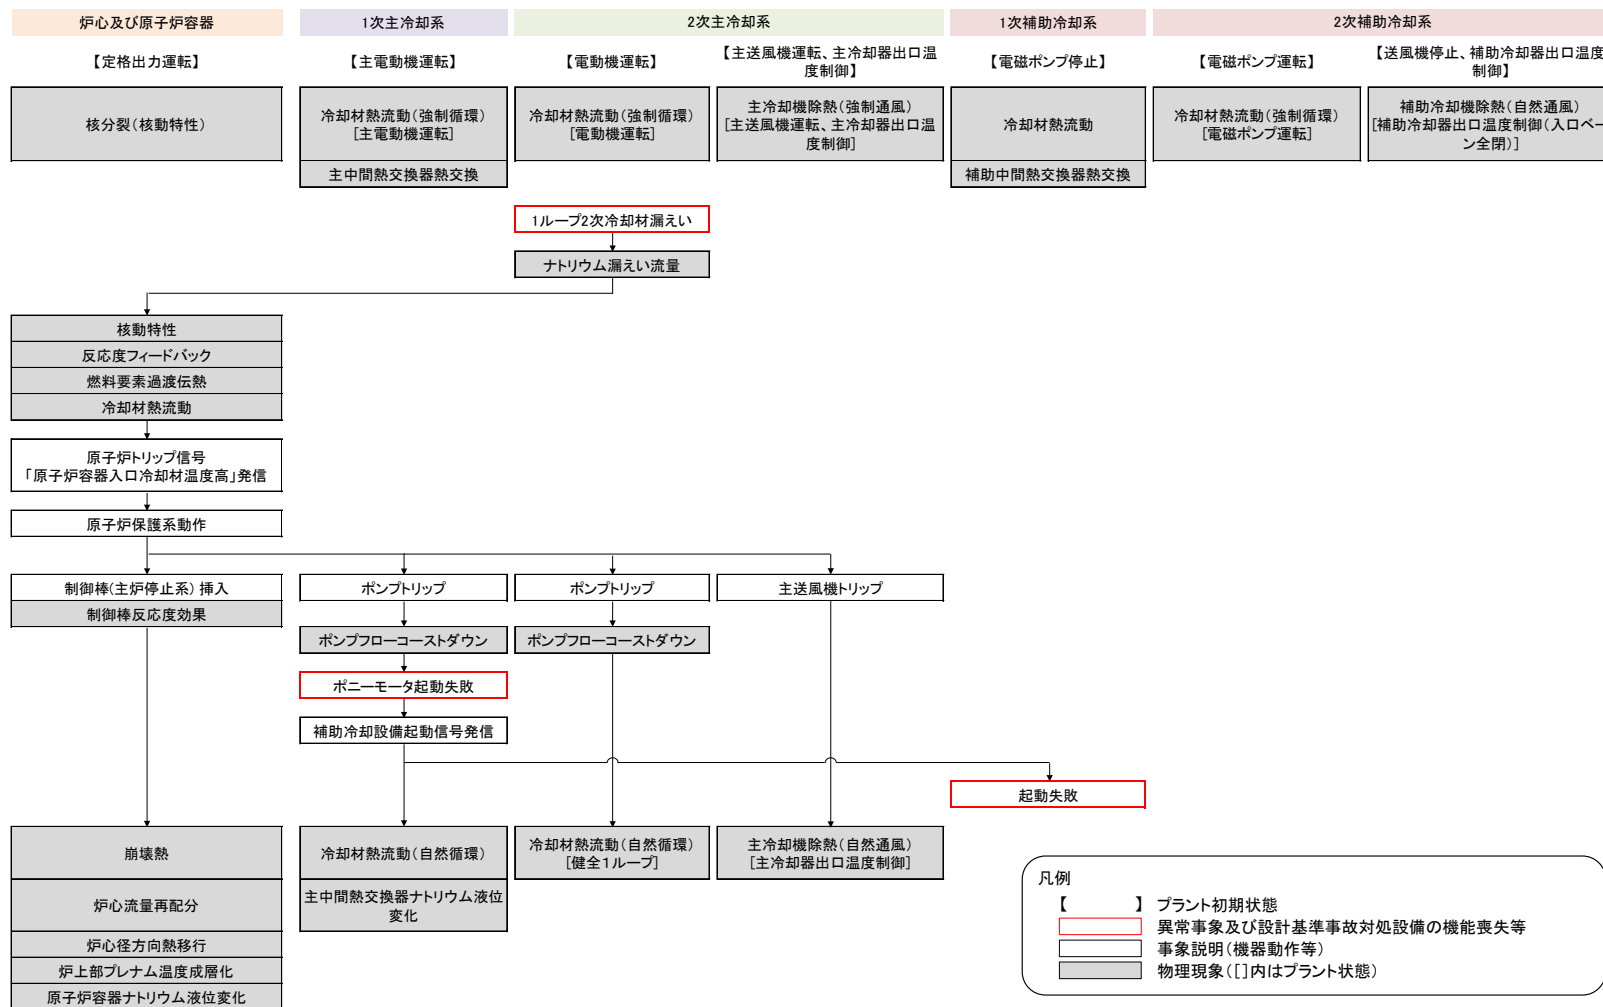 炉心及び原子炉容器
1次主冷却系
2次主冷却系
1次補助冷却系
2次補助冷却系
【定格出力運転】
【主電動機運転】
【電動機運転】
【主送風機運転、主冷却器出口温
度制御】
【電磁ポンプ停止】
【電磁ポンプ運転】
【送風機停止、補助冷却器出口温度
制御】
核分裂(核動特性)
冷却材熱流動(強制循環)
[主電動機運転]
冷却材熱流動(強制循環)
[電動機運転]
主冷却機除熱(強制通風)
[主送風機運転、主冷却器出口温
度制御]
冷却材熱流動
冷却材熱流動(強制循環)
[電磁ポンプ運転]
補助冷却機除熱(自然通風)
[補助冷却器出口温度制御(入口ベー
ン全閉)]
主中間熱交換器熱交換
補助中間熱交換器熱交換
1ループ2次冷却材漏えい
ナトリウム漏えい流量
核動特性
反応度フィードバック
燃料要素過渡伝熱
冷却材熱流動
原子炉トリップ信号
「原子炉容器入口冷却材温度高」発信
原子炉保護系動作
制御棒(主炉停止系) 挿入
ポンプトリップ
ポンプトリップ
主送風機トリップ
制御棒反応度効果
ポンプフローコーストダウン
ポンプフローコーストダウン
ポニーモータ起動失敗
補助冷却設備起動信号発信
起動失敗
崩壊熱
冷却材熱流動(自然循環)
冷却材熱流動(自然循環)
[健全1ループ]
主冷却機除熱(自然通風)
[主冷却器出口温度制御]
炉心流量再配分
主中間熱交換器ナトリウム液位
変化
炉心径方向熱移行
炉上部プレナム温度成層化
原子炉容器ナトリウム液位変化
凡例
【 】 プラント初期状態
異常事象及び設計基準事故対処設備の機能喪失等
事象説明(機器動作等)
物理現象([]内はプラント状態)